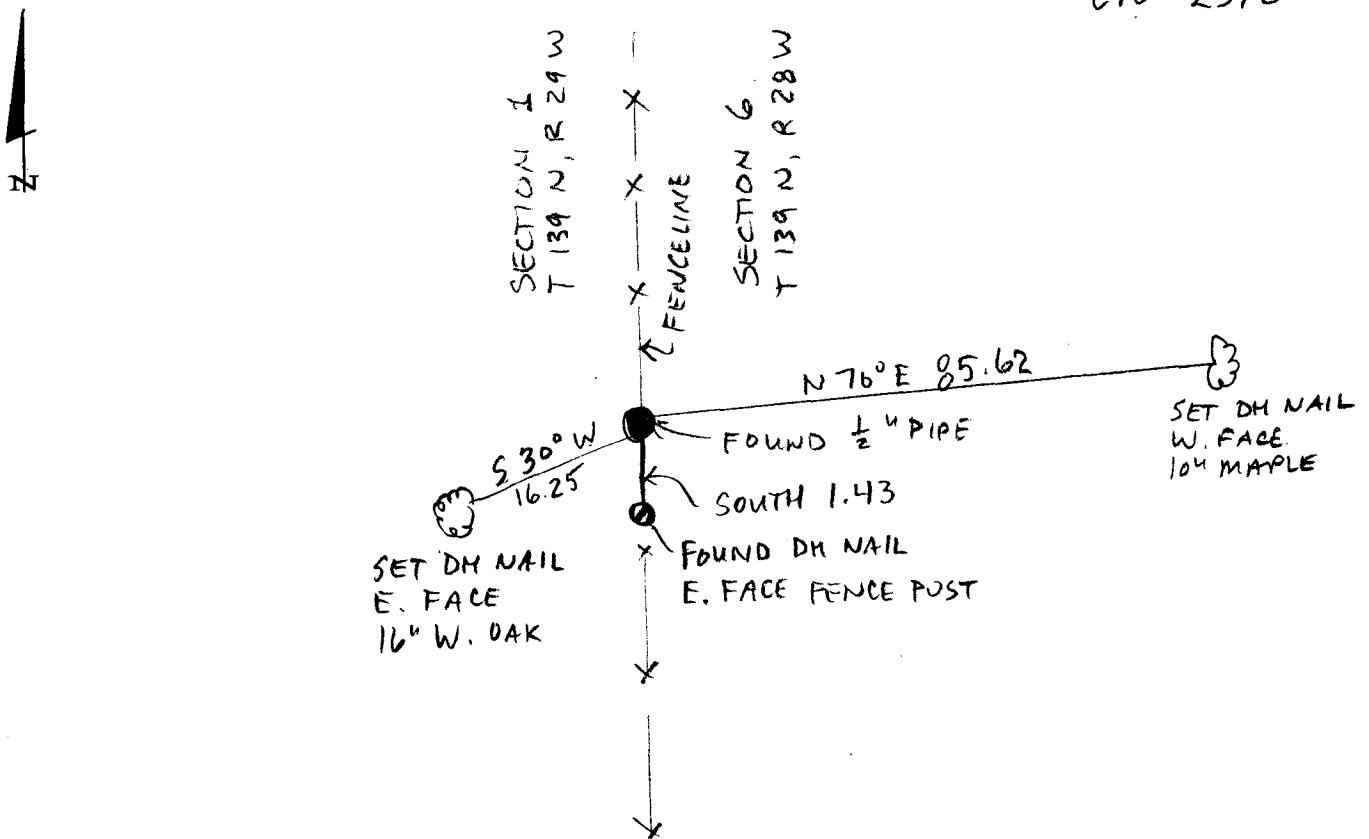 N
SECTION 1
T 139 N, R 29 W
FENCELINE
SECTION 6
T 139 N, R 28 W
N 76° E 85.62
SET DH NAIL
W. FACE
10" MAPLE
FOUND 1/2" PIPE
S 30° W
16.25
SOUTH 1.43
SET DH NAIL
E. FACE
16" W. OAK
FOUND DH NAIL
E. FACE FENCE POST